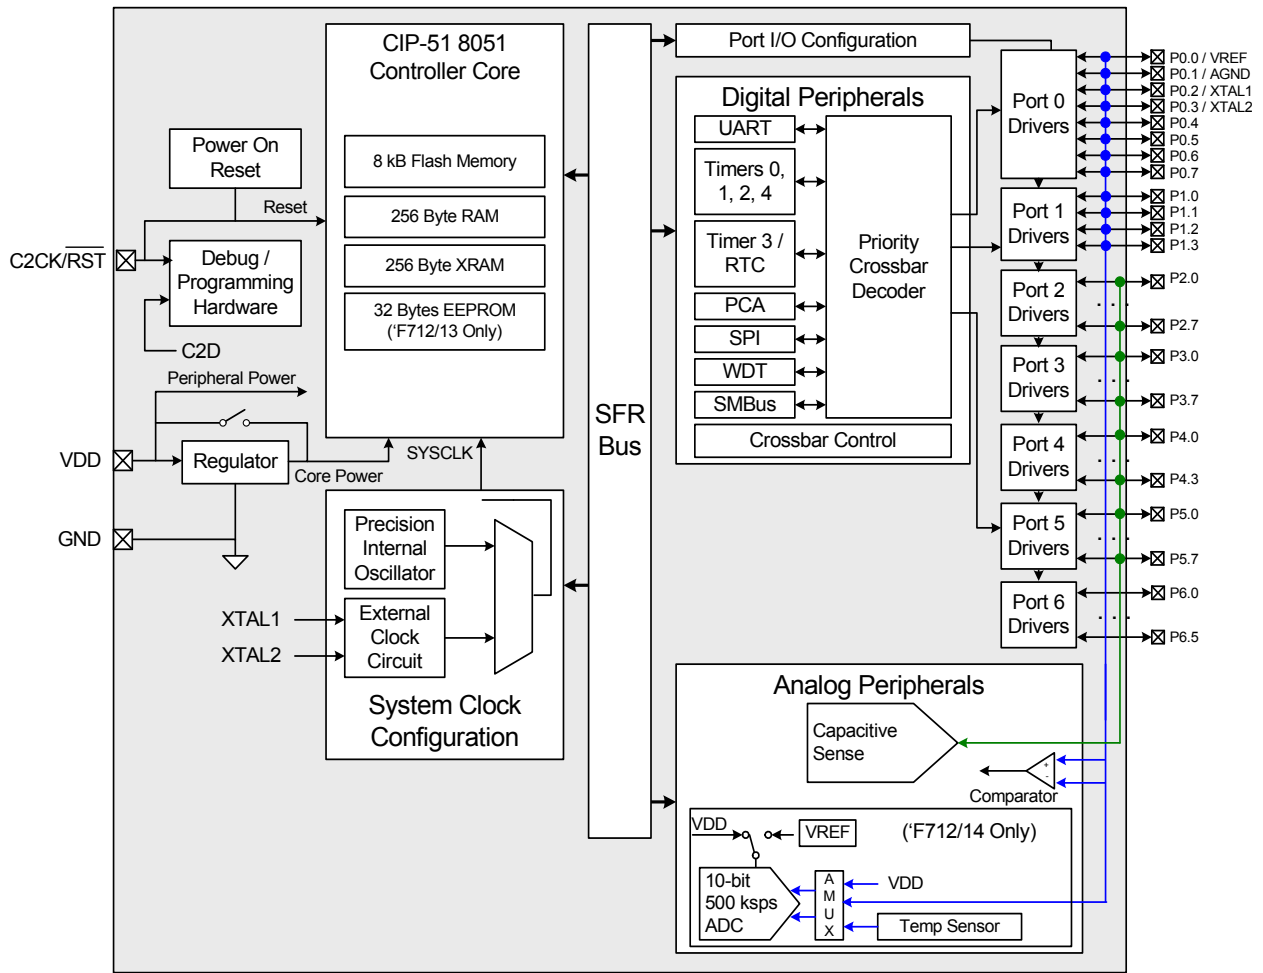 CIP-51 8051
Controller Core
8 kB Flash Memory
256 Byte RAM
256 Byte XRAM
32 Bytes EEPROM
(‘F712/13 Only)
Power On
Reset
Reset
C2CK/RST
Debug /
Programming
Hardware
C2D
Peripheral Power
VDD
Regulator
Core Power
SYSCLK
GND
Precision
Internal
Oscillator
XTAL1
XTAL2
External
Clock
Circuit
System Clock
Configuration
SFR
Bus
Port I/O Configuration
Digital Peripherals
UART
Timers 0,
1, 2, 4
Timer 3 /
RTC
PCA
SPI
WDT
SMBus
Priority
Crossbar
Decoder
Crossbar Control
Port 0
Drivers
Port 1
Drivers
Port 2
Drivers
Port 3
Drivers
Port 4
Drivers
Port 5
Drivers
Port 6
Drivers
P0.0 / VREF
P0.1 / AGND
P0.2 / XTAL1
P0.3 / XTAL2
P0.4
P0.5
P0.6
P0.7
P1.0
P1.1
P1.2
P1.3
P2.0
. . .
P2.7
P3.0
. . .
P3.7
P4.0
. . .
P4.3
P5.0
. . .
P5.7
P6.0
. . .
P6.5
Analog Peripherals
Capacitive
Sense
+
-
Comparator
VDD
VREF
(‘F712/14 Only)
10-bit
500 ksps
ADC
A
M
U
X
VDD
Temp Sensor